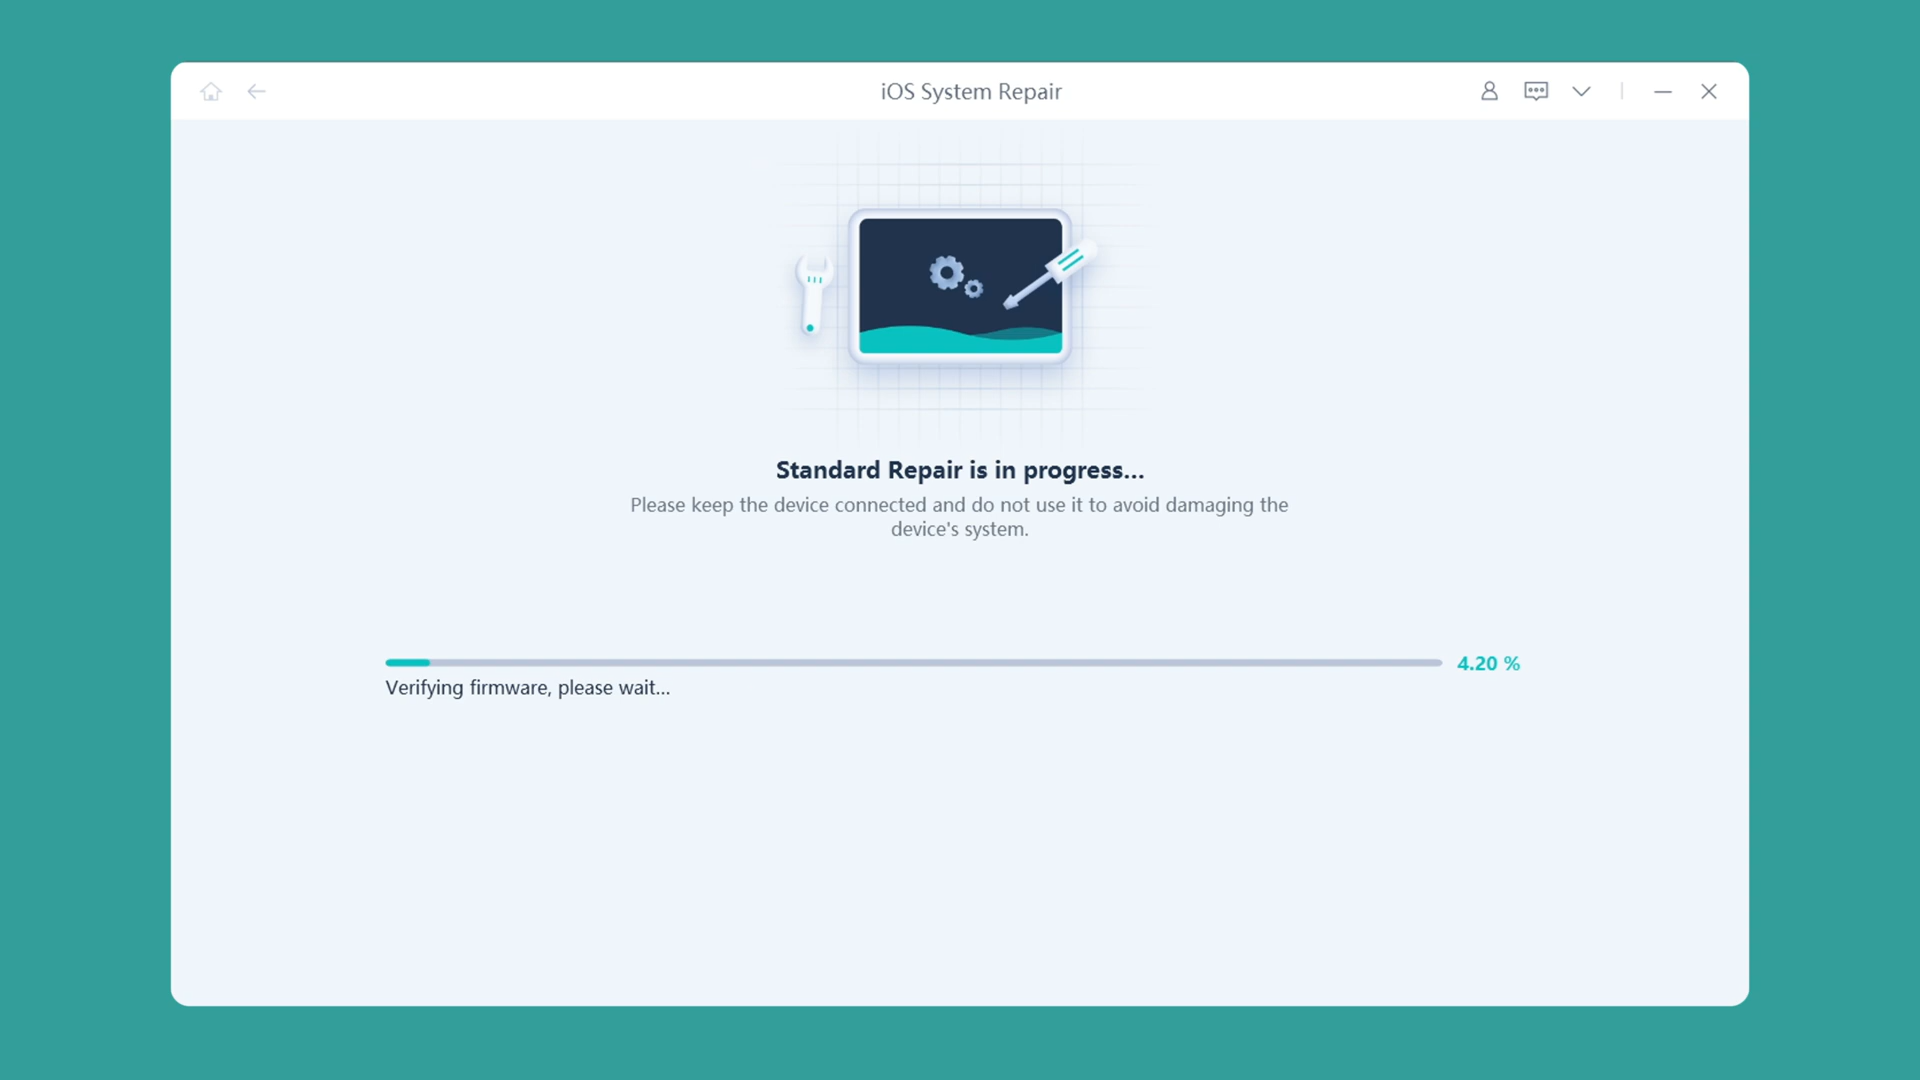 iOS System Repair
Standard Repair is in progress...
Please keep the device connected and do not use it to avoid damaging the
device's system.
4.20 %
Verifying firmware, please wait...